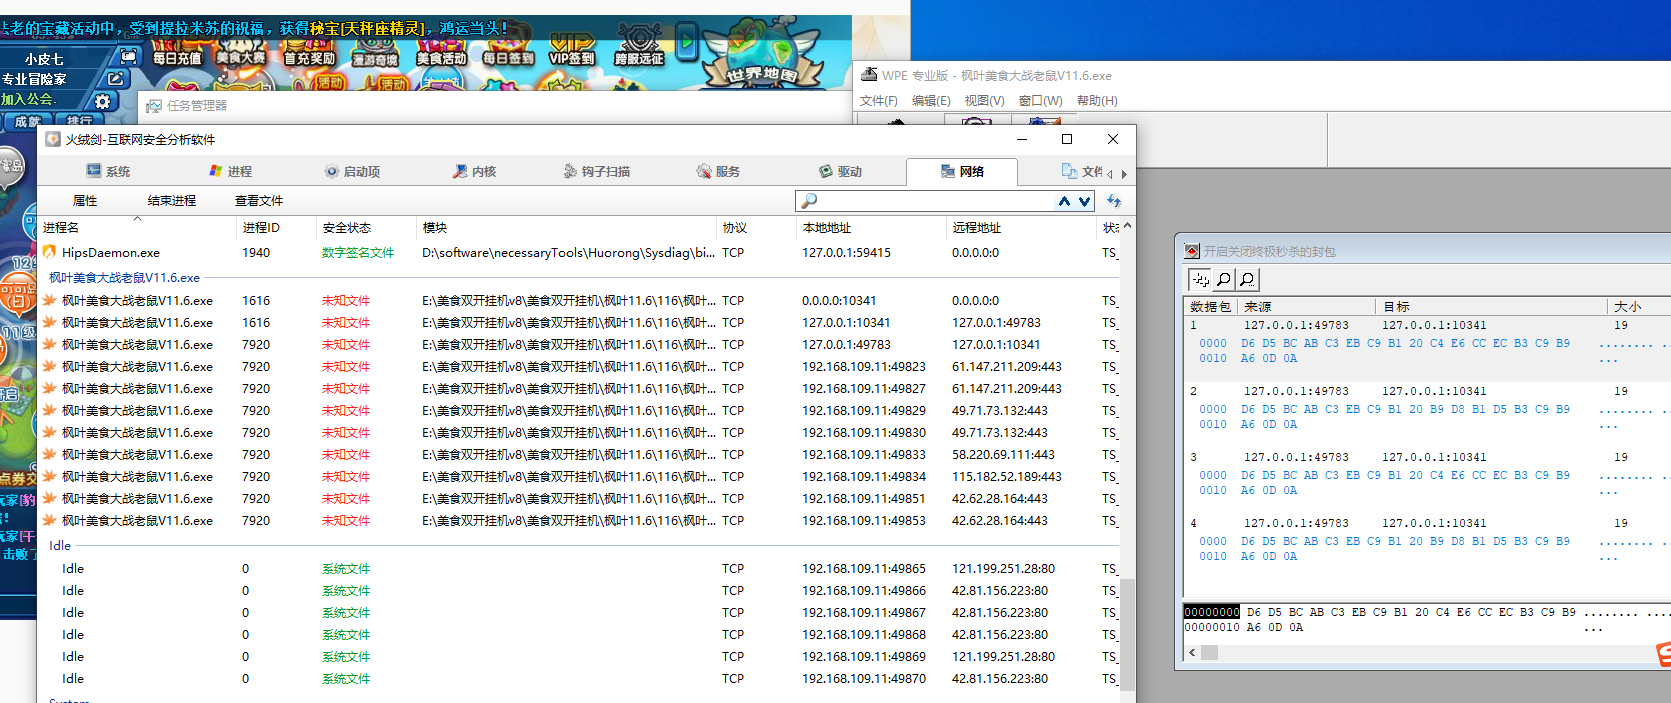 去老的宝藏活动中，受到提拉米苏的祝福，获得秘宝[天秤座精灵]，鸿运当头！
小皮七
专业冒险家
加入公会.
成就 排行
每日充值 美食大赛 首充奖励 漫游奇境 美食活动 每日签到 VIP签到 跨服远征
世界地图
活动 活动
任务管理器
WPE 专业版 - 枫叶美食大战老鼠V11.6.exe
文件(F) 编辑(E) 视图(V) 窗口(W) 帮助(H)
火绒剑-互联网安全分析软件
系统 进程 启动项 内核 钩子扫描 服务 驱动 网络 文件
属性 结束进程 查看文件
进程名 进程ID 安全状态 模块 协议 本地地址 远程地址 状态
HipsDaemon.exe 1940 数字签名文件 D:\software\necessaryTools\Huorong\Sysdiag\bi... TCP 127.0.0.1:59415 0.0.0.0:0 TS_
枫叶美食大战老鼠V11.6.exe
枫叶美食大战老鼠V11.6.exe 1616 未知文件 E:\美食双开挂机v8\美食双开挂机\枫叶11.6\116\枫叶... TCP 0.0.0.0:10341 0.0.0.0:0 TS_
枫叶美食大战老鼠V11.6.exe 1616 未知文件 E:\美食双开挂机v8\美食双开挂机\枫叶11.6\116\枫叶... TCP 127.0.0.1:10341 127.0.0.1:49783 TS_
枫叶美食大战老鼠V11.6.exe 7920 未知文件 E:\美食双开挂机v8\美食双开挂机\枫叶11.6\116\枫叶... TCP 127.0.0.1:49783 127.0.0.1:10341 TS_
枫叶美食大战老鼠V11.6.exe 7920 未知文件 E:\美食双开挂机v8\美食双开挂机\枫叶11.6\116\枫叶... TCP 192.168.109.11:49823 61.147.211.209:443 TS_
枫叶美食大战老鼠V11.6.exe 7920 未知文件 E:\美食双开挂机v8\美食双开挂机\枫叶11.6\116\枫叶... TCP 192.168.109.11:49827 61.147.211.209:443 TS_
枫叶美食大战老鼠V11.6.exe 7920 未知文件 E:\美食双开挂机v8\美食双开挂机\枫叶11.6\116\枫叶... TCP 192.168.109.11:49829 49.71.73.132:443 TS_
枫叶美食大战老鼠V11.6.exe 7920 未知文件 E:\美食双开挂机v8\美食双开挂机\枫叶11.6\116\枫叶... TCP 192.168.109.11:49830 49.71.73.132:443 TS_
枫叶美食大战老鼠V11.6.exe 7920 未知文件 E:\美食双开挂机v8\美食双开挂机\枫叶11.6\116\枫叶... TCP 192.168.109.11:49833 58.220.69.111:443 TS_
枫叶美食大战老鼠V11.6.exe 7920 未知文件 E:\美食双开挂机v8\美食双开挂机\枫叶11.6\116\枫叶... TCP 192.168.109.11:49834 115.182.52.189:443 TS_
枫叶美食大战老鼠V11.6.exe 7920 未知文件 E:\美食双开挂机v8\美食双开挂机\枫叶11.6\116\枫叶... TCP 192.168.109.11:49851 42.62.28.164:443 TS_
枫叶美食大战老鼠V11.6.exe 7920 未知文件 E:\美食双开挂机v8\美食双开挂机\枫叶11.6\116\枫叶... TCP 192.168.109.11:49853 42.62.28.164:443 TS_
Idle
Idle 0 系统文件 TCP 192.168.109.11:49865 121.199.251.28:80 TS_
Idle 0 系统文件 TCP 192.168.109.11:49866 42.81.156.223:80 TS_
Idle 0 系统文件 TCP 192.168.109.11:49867 42.81.156.223:80 TS_
Idle 0 系统文件 TCP 192.168.109.11:49868 42.81.156.223:80 TS_
Idle 0 系统文件 TCP 192.168.109.11:49869 121.199.251.28:80 TS_
Idle 0 系统文件 TCP 192.168.109.11:49870 42.81.156.223:80 TS_
System
开启关闭终极秒杀的封包
数据包 来源 目标 大小
1 127.0.0.1:49783 127.0.0.1:10341 19
0000 D6 D5 BC AB C3 EB C9 B1 20 C4 E6 CC EC B3 C9 B9 ........ ..
0010 A6 0D 0A ...
2 127.0.0.1:49783 127.0.0.1:10341 19
0000 D6 D5 BC AB C3 EB C9 B1 20 B9 D8 B1 D5 B3 C9 B9 ........ ..
0010 A6 0D 0A ...
3 127.0.0.1:49783 127.0.0.1:10341 19
0000 D6 D5 BC AB C3 EB C9 B1 20 C4 E6 CC EC B3 C9 B9 ........ ..
0010 A6 0D 0A ...
4 127.0.0.1:49783 127.0.0.1:10341 19
0000 D6 D5 BC AB C3 EB C9 B1 20 B9 D8 B1 D5 B3 C9 B9 ........ ..
0010 A6 0D 0A ...
00000000 D6 D5 BC AB C3 EB C9 B1 20 C4 E6 CC EC B3 C9 B9 ........ ....
00000010 A6 0D 0A ...